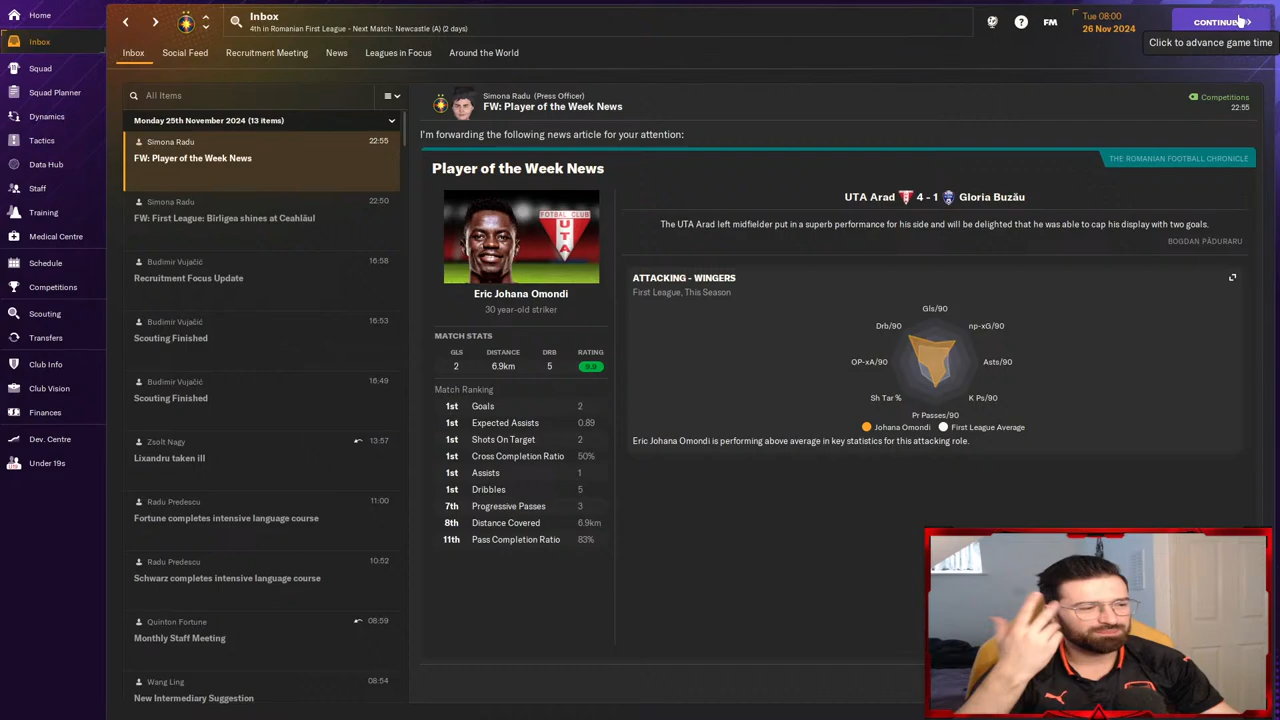 Home
Inbox
Squad
Squad Planner
Dynamics
Tactics
Data Hub
Staff
Training
Medical Centre
Schedule
Competitions
Scouting
Transfers
Club Info
Club Vision
Finances
Dev. Centre
Under 19s
Inbox
4th in Romanian First League - Next Match: Newcastle (A) (2 days)
FM
Tue 08:00
26 Nov 2024
CONTINUE
Click to advance game time
Inbox Social Feed Recruitment Meeting News Leagues in Focus Around the World
All Items
Monday 25th November 2024 (13 items)
Simona Radu 22:55
FW: Player of the Week News
Simona Radu 22:50
FW: First League: Bîrligea shines at Ceahlăul
Budimir Vujačić 16:58
Recruitment Focus Update
Budimir Vujačić 16:53
Scouting Finished
Budimir Vujačić 16:49
Scouting Finished
Zsolt Nagy 13:57
Lixandru taken ill
Radu Predescu 11:00
Fortune completes intensive language course
Radu Predescu 10:52
Schwarz completes intensive language course
Quinton Fortune 08:59
Monthly Staff Meeting
Wang Ling 08:54
New Intermediary Suggestion
Simona Radu (Press Officer)
FW: Player of the Week News
Competitions
22:55
I'm forwarding the following news article for your attention:
THE ROMANIAN FOOTBALL CHRONICLE
Player of the Week News
FOTBAL CLUB
UTA
ARAD
Eric Johana Omondi
30 year-old striker
MATCH STATS
GLS DISTANCE DRB RATING
2 6.9km 5 9.9
Match Ranking
1st Goals 2
1st Expected Assists 0.89
1st Shots On Target 2
1st Cross Completion Ratio 50%
1st Assists 1
1st Dribbles 5
7th Progressive Passes 3
8th Distance Covered 6.9km
11th Pass Completion Ratio 83%
UTA Arad 4 - 1 Gloria Buzău
The UTA Arad left midfielder put in a superb performance for his side and will be delighted that he was able to cap his display with two goals.
BOGDAN PĂDURARU
ATTACKING - WINGERS
First League, This Season
Gls/90
Drb/90 np-xG/90
OP-xA/90 Asts/90
Sh Tar % K Ps/90
Pr Passes/90
Johana Omondi First League Average
Eric Johana Omondi is performing above average in key statistics for this attacking role.